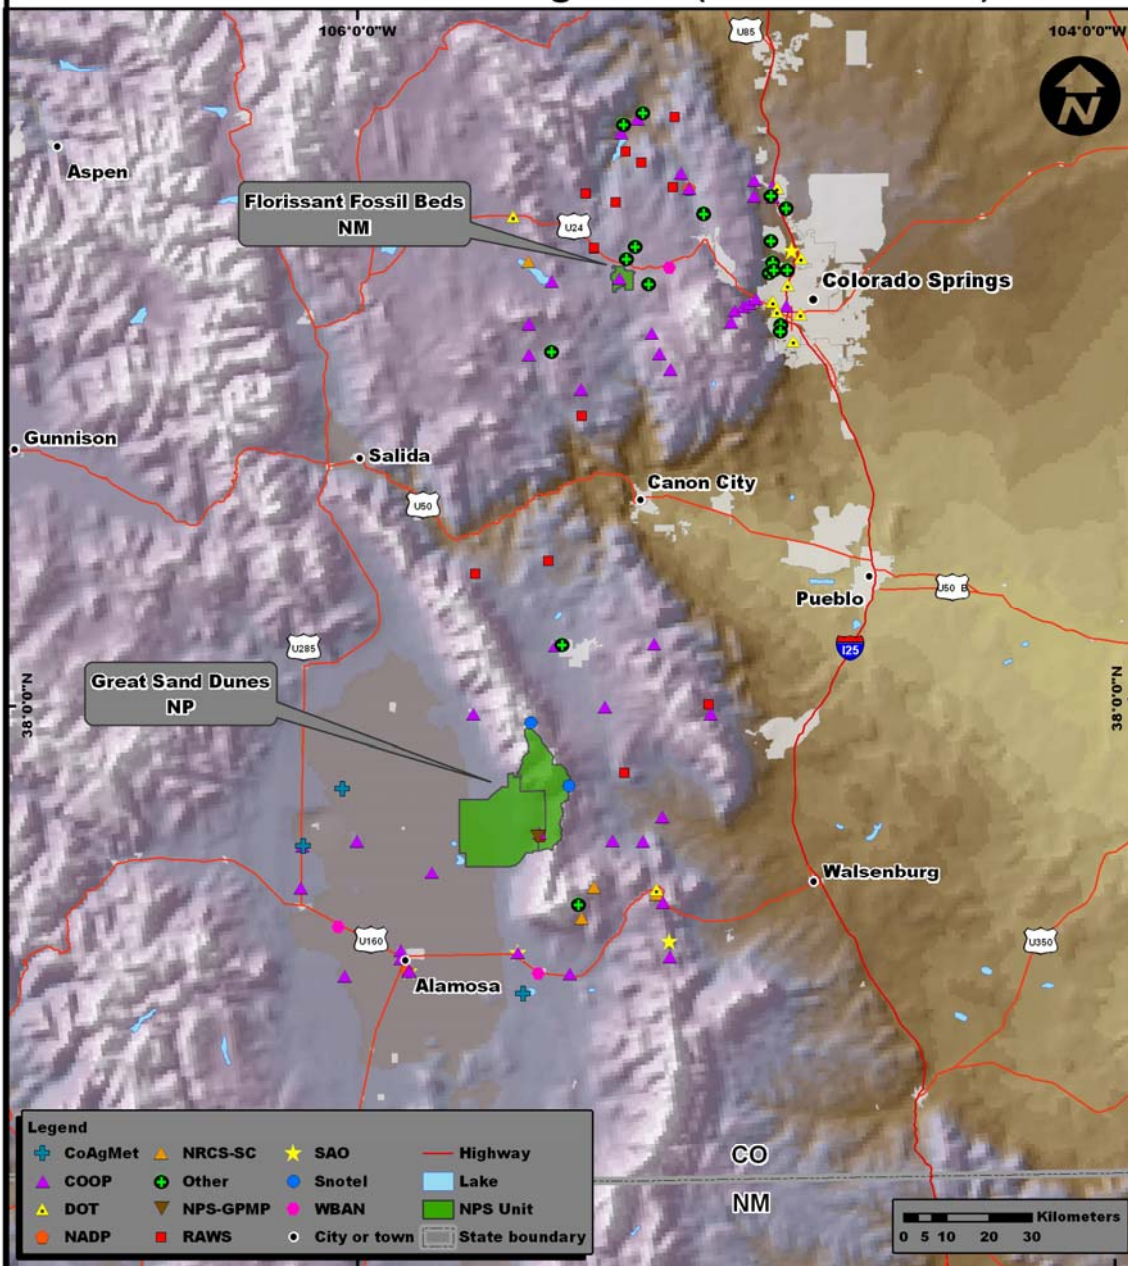 U85
106°0'0"W
104°0'0"W
N
Aspen
Florissant Fossil Beds
NM
U24
Colorado Springs
Gunnison
Salida
Canon City
U50
Pueblo
U50 B
U285
I25
Great Sand Dunes
NP
38°0'0"N
38°0'0"N
Walsenburg
U160
U350
Alamosa
Legend
CoAgMet NRCS-SC SAO Highway
COOP Other Snotel Lake
DOT NPS-GPMP WBAN NPS Unit
NADP RAWS City or town State boundary
CO
NM
Kilometers
0 5 10 20 30